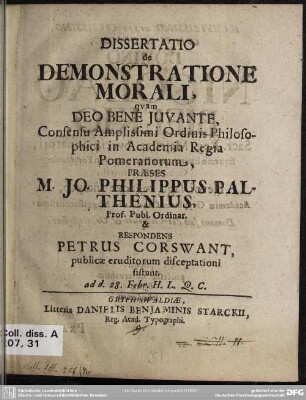 DISSERTATIO
de
DEMONSTRATIONE
MORALI,
qvam
DEO BENE JUVANTE,
Consensu Amplissimi Ordinis Philoso-
phici in Academia Regia
Pomeranorum,
PRÆSES
M. JO. PHILIPPUS PAL-
THENIUS,
Prof. Publ. Ordinar.
&
RESPONDENS
PETRUS CORSWANT,
publicæ eruditorum disceptationi
sistunt.
ad d. 28. Febr. H. L. Q. C.
GRYPHISWALDIÆ,
Litteris DANIELIS BENJAMINIS STARCKII,
Reg. Acad. Typographi.
Coll. diss. A
107, 31